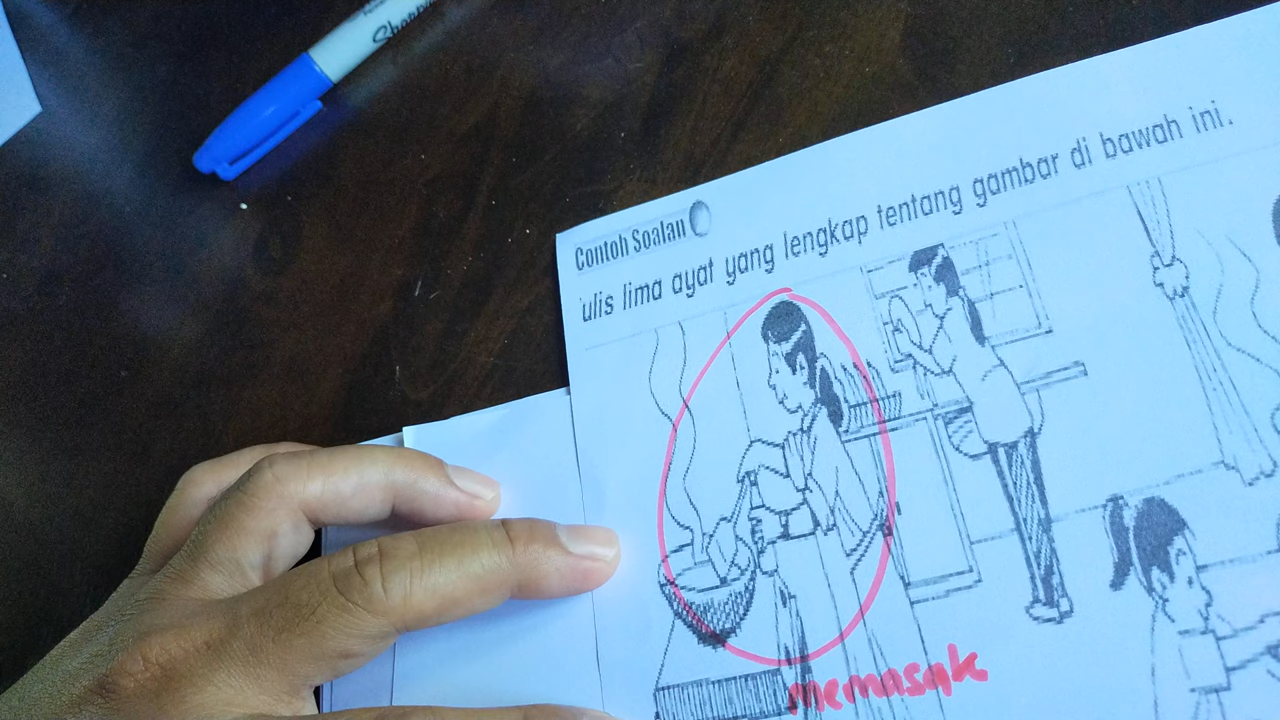 Sharpie
Contoh Soalan
ulis lima ayat yang lengkap tentang gambar di bawah ini.
memasak